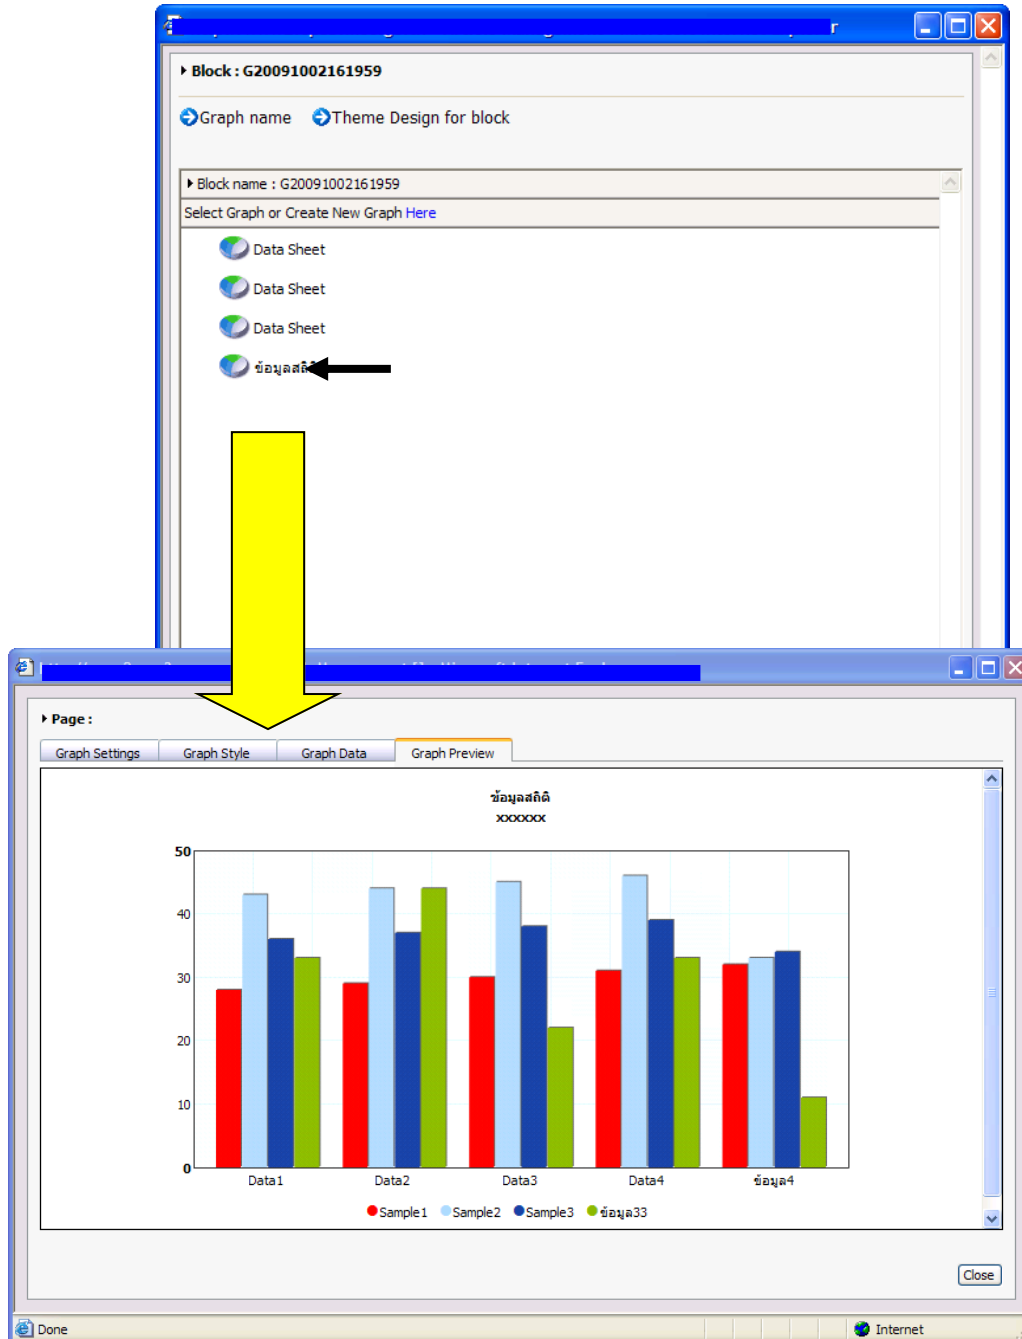 Block : G20091002161959
Graph name Theme Design for block
Block name : G20091002161959
Select Graph or Create New Graph Here
Data Sheet
Data Sheet
Data Sheet
Page :
Graph Settings Graph Style Graph Data Graph Preview
ข้อมูลสถิติ
xxxxxx
50
40
30
20
10
0
Data1 Data2 Data3 Data4 ข้อมูล4
Sample1 Sample2 Sample3 ข้อมูล33
Close
Done Internet